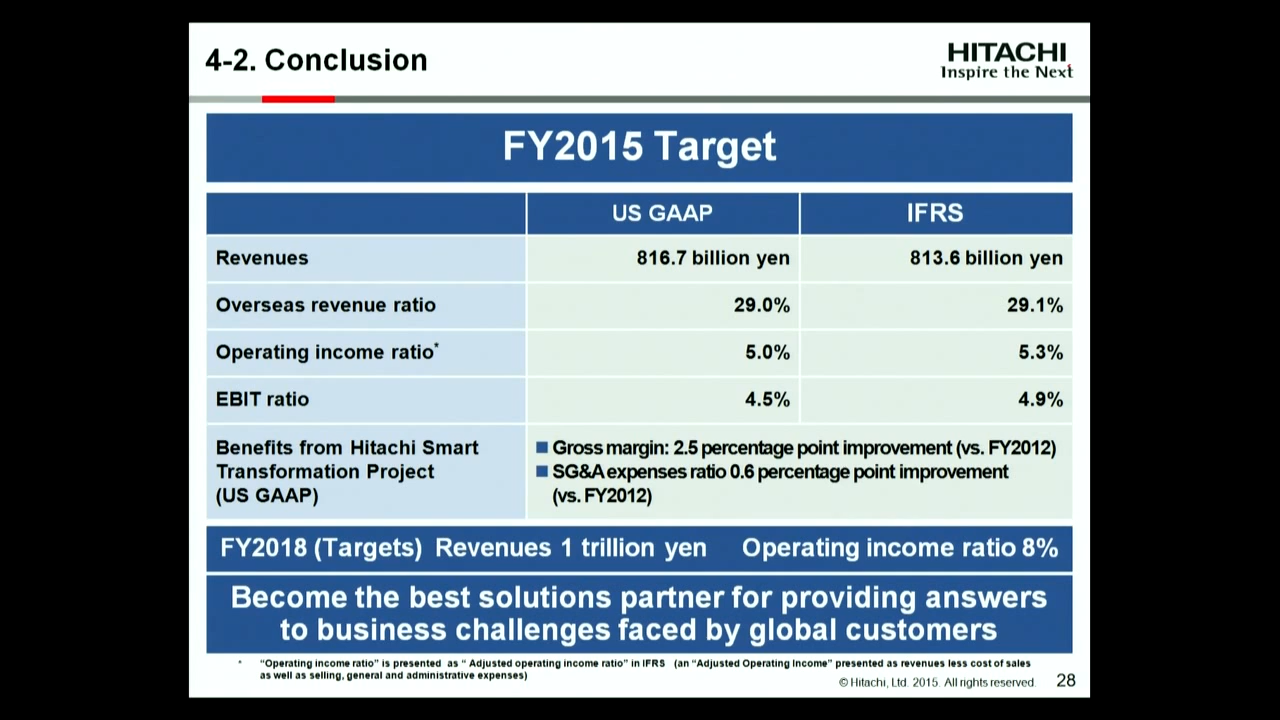 4-2. Conclusion
HITACHI
Inspire the Next
FY2015 Target
US GAAP IFRS
Revenues 816.7 billion yen 813.6 billion yen
Overseas revenue ratio 29.0% 29.1%
Operating income ratio* 5.0% 5.3%
EBIT ratio 4.5% 4.9%
Benefits from Hitachi Smart
Transformation Project
(US GAAP)
■ Gross margin: 2.5 percentage point improvement (vs. FY2012)
■ SG&A expenses ratio 0.6 percentage point improvement
(vs. FY2012)
FY2018 (Targets) Revenues 1 trillion yen Operating income ratio 8%
Become the best solutions partner for providing answers
to business challenges faced by global customers
* "Operating income ratio" is presented as " Adjusted operating income ratio" in IFRS (an "Adjusted Operating Income" presented as revenues less cost of sales
as well as selling, general and administrative expenses)
© Hitachi, Ltd. 2015. All rights reserved. 28